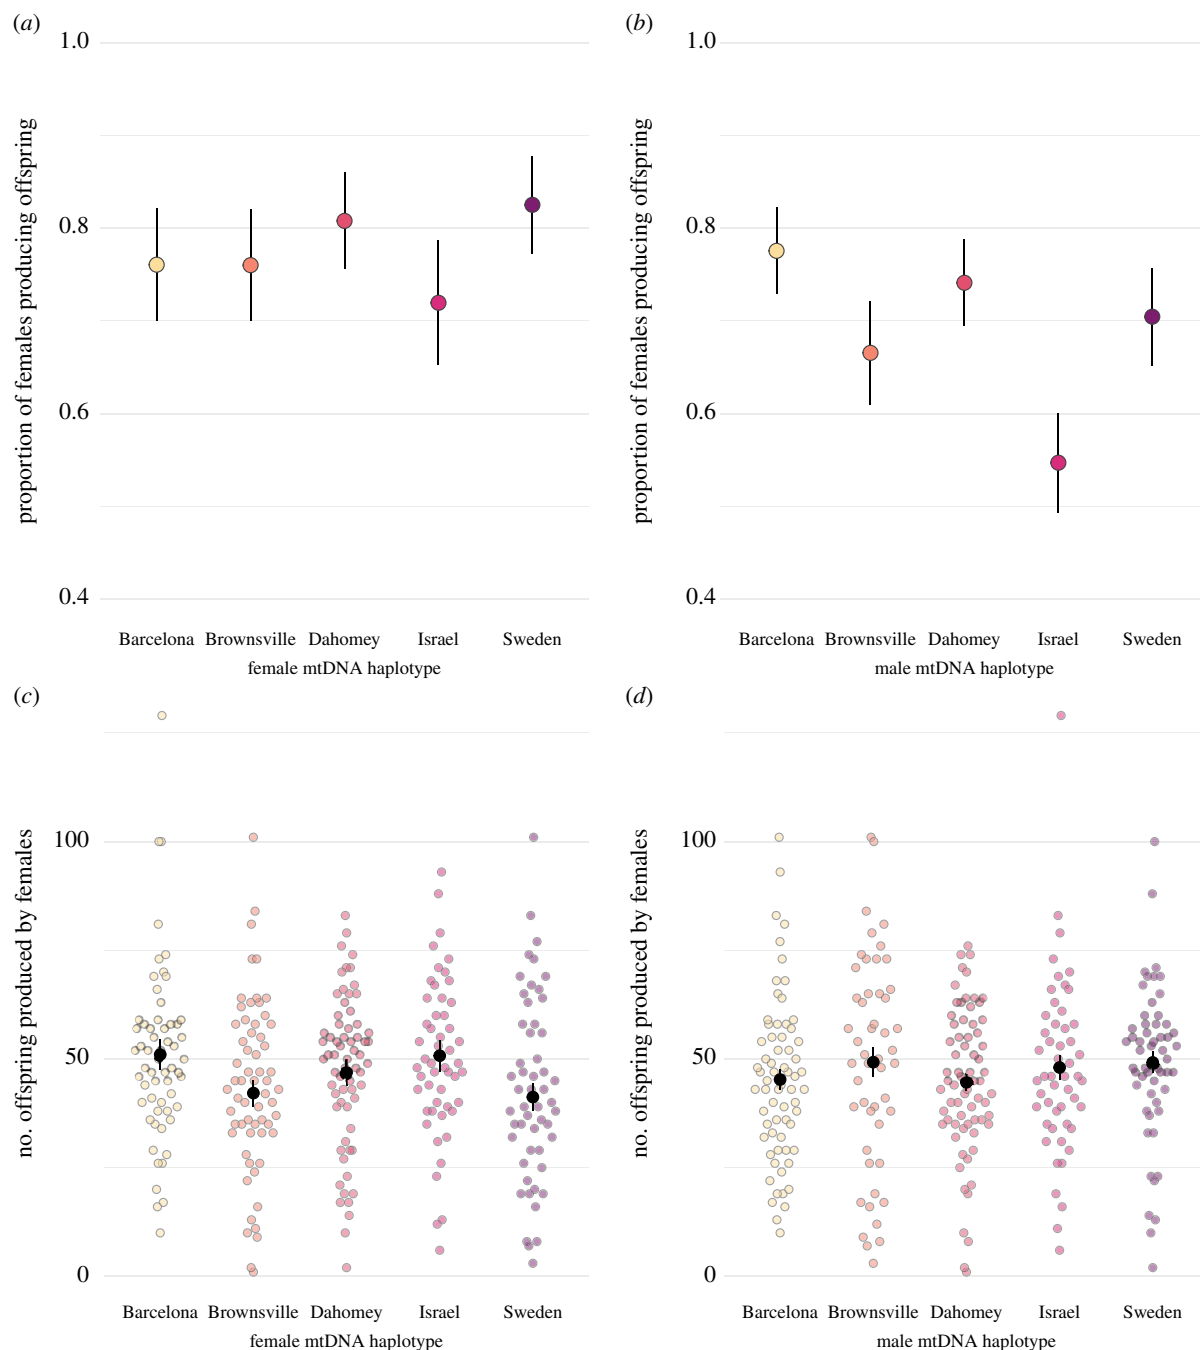 (a)
1.0
0.8
0.6
0.4
proportion of females producing offspring
Barcelona Brownsville Dahomey Israel Sweden
female mtDNA haplotype
(b)
1.0
0.8
0.6
0.4
proportion of females producing offspring
Barcelona Brownsville Dahomey Israel Sweden
male mtDNA haplotype
(c)
100
50
0
no. offspring produced by females
Barcelona Brownsville Dahomey Israel Sweden
female mtDNA haplotype
(d)
100
50
0
no. offspring produced by females
Barcelona Brownsville Dahomey Israel Sweden
male mtDNA haplotype